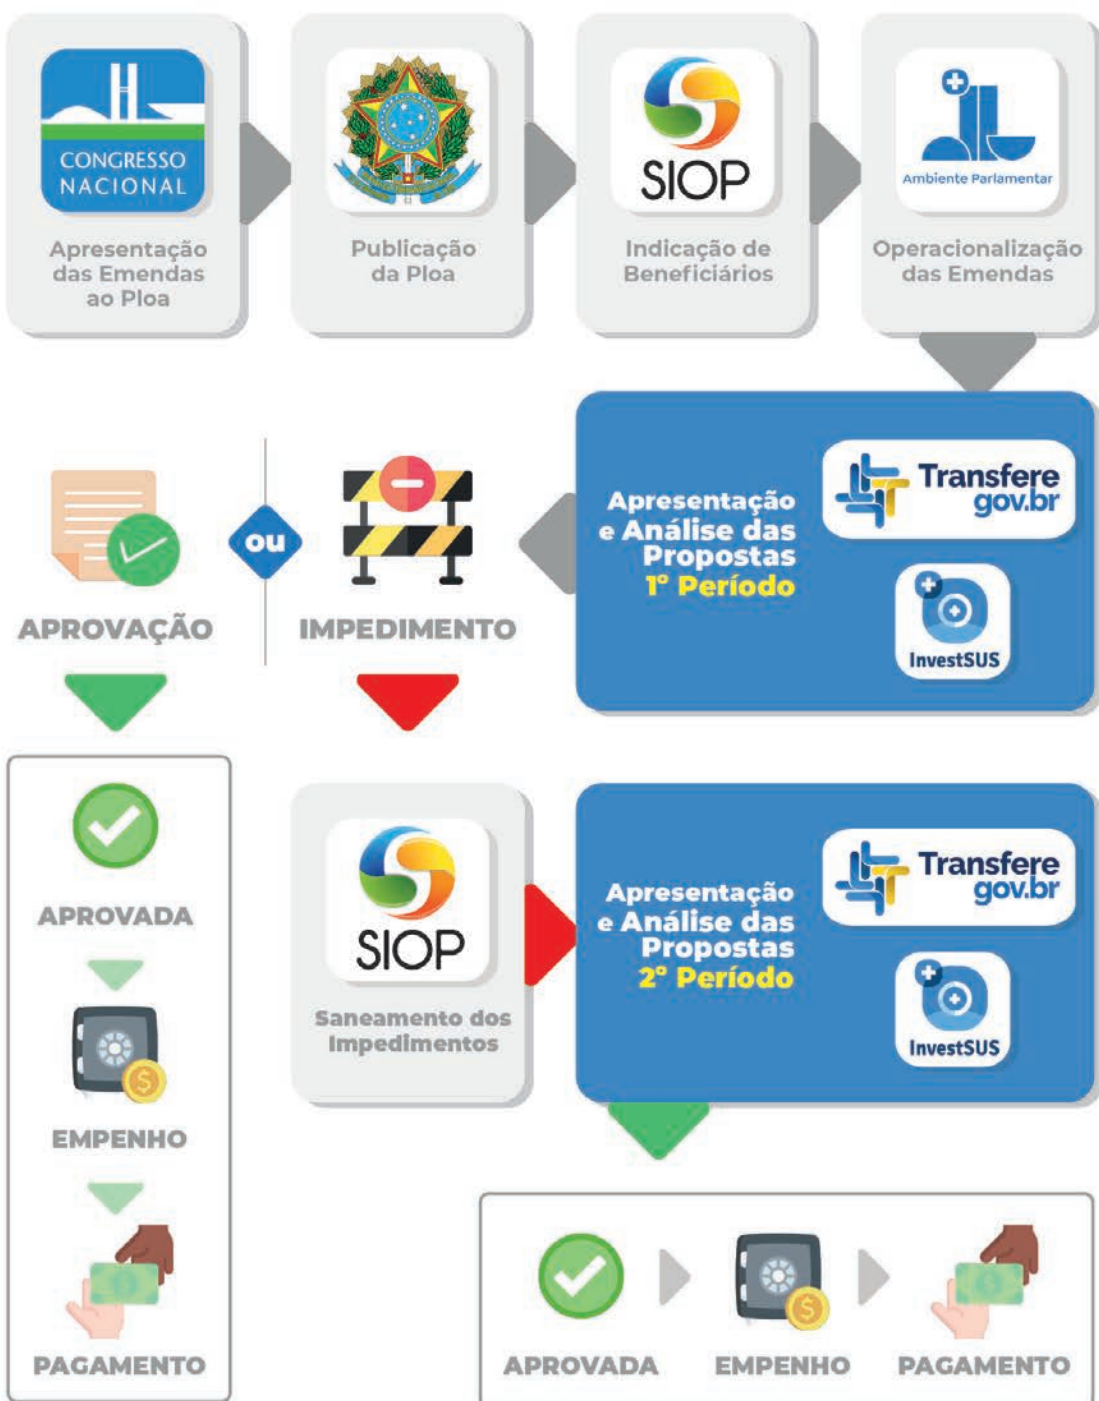 CONGRESSO
NACIONAL
Apresentação
das Emendas
ao Ploa
Publicação
da Ploa
SIOP
Indicação de
Beneficiários
Ambiente Parlamentar
Operacionalização
das Emendas
Apresentação
e Análise das
Propostas
1º Período
Transfere
gov.br
InvestSUS
ou
APROVAÇÃO
IMPEDIMENTO
APROVADA
EMPENHO
PAGAMENTO
SIOP
Saneamento dos
Impedimentos
Apresentação
e Análise das
Propostas
2º Período
Transfere
gov.br
InvestSUS
APROVADA
EMPENHO
PAGAMENTO